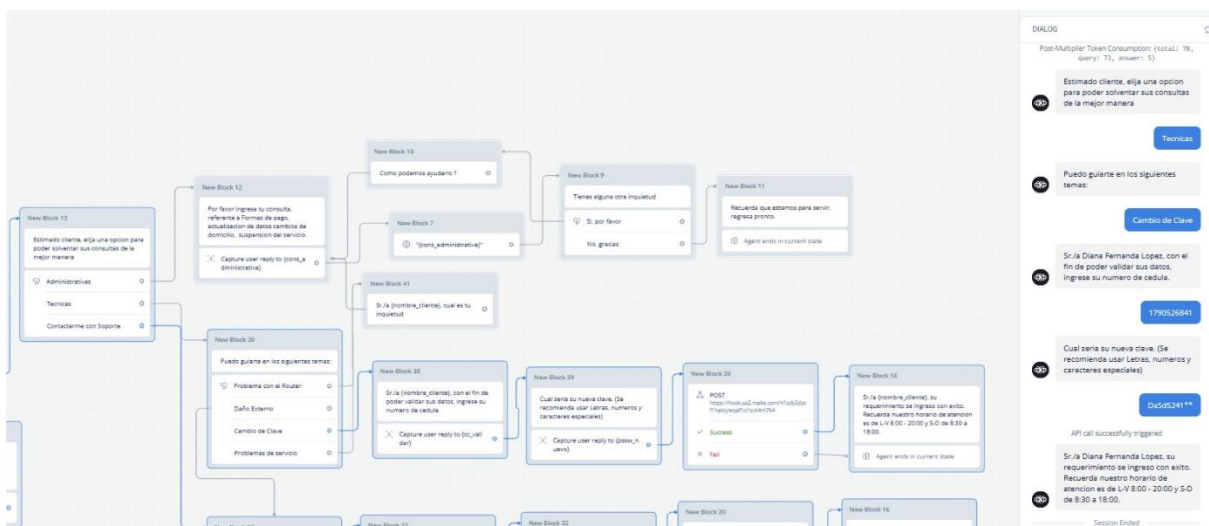 New Block 13
Estimado cliente, elija una opcion para
poder solventar sus consultas de la
mejor manera
Administrativas
Tecnicas
Contactarme con Soporte
New Block 12
Por favor ingresa tu consulta,
referente a Formas de pago,
actualizacion de datos cambios de
domicilio, suspension del servicio.
Capture user reply to {cons_a
dministrativa}
New Block 10
Como podemos ayudarlo ?
New Block 7
"{cons_administrativa}"
New Block 41
Sr./a {nombre_cliente}, cual es tu
inquietud
New Block 9
Tienes alguna otra inquietud
Si, por favor
No, gracias
New Block 11
Recuerda que estamos para servir,
regresa pronto.
Agent ends in current state
New Block 30
Puedo guiarte en los siguientes temas:
Problema con el Router
Daño Externo
Cambio de Clave
Problemas de servicio
New Block 38
Sr./a {nombre_cliente}, con el fin de
poder validar sus datos, ingrese su
numero de cedula.
Capture user reply to {cc_vali
dar}
New Block 39
Cual seria su nueva clave. (Se
recomienda usar Letras, numeros y
caracteres especiales)
Capture user reply to {passw_n
uevo}
New Block 28
POST
Success
Fail
New Block 16
Sr./a {nombre_cliente}, su
requerimiento se ingreso con exito.
Recuerda nuestro horario de atencion
es de L-V 8:00 - 20:00 y S-D de 8:30 a
18:00.
Agent ends in current state
New Block 31
New Block 32
New Block 20
New Block 16
DIALOG
Post-Multiplier Token Consumption: {total: 78,
query: 73, answer: 5}
Estimado cliente, elija una opcion
para poder solventar sus consultas
de la mejor manera
Tecnicas
Puedo guiarte en los siguientes
temas:
Cambio de Clave
Sr./a Diana Fernanda Lopez, con el
fin de poder validar sus datos,
ingrese su numero de cedula.
1790526841
Cual seria su nueva clave. (Se
recomienda usar Letras, numeros y
caracteres especiales)
DaSdS241**
API call successfully triggered
Sr./a Diana Fernanda Lopez, su
requerimiento se ingreso con exito.
Recuerda nuestro horario de
atencion es de L-V 8:00 - 20:00 y S-D
de 8:30 a 18:00.
Session Ended